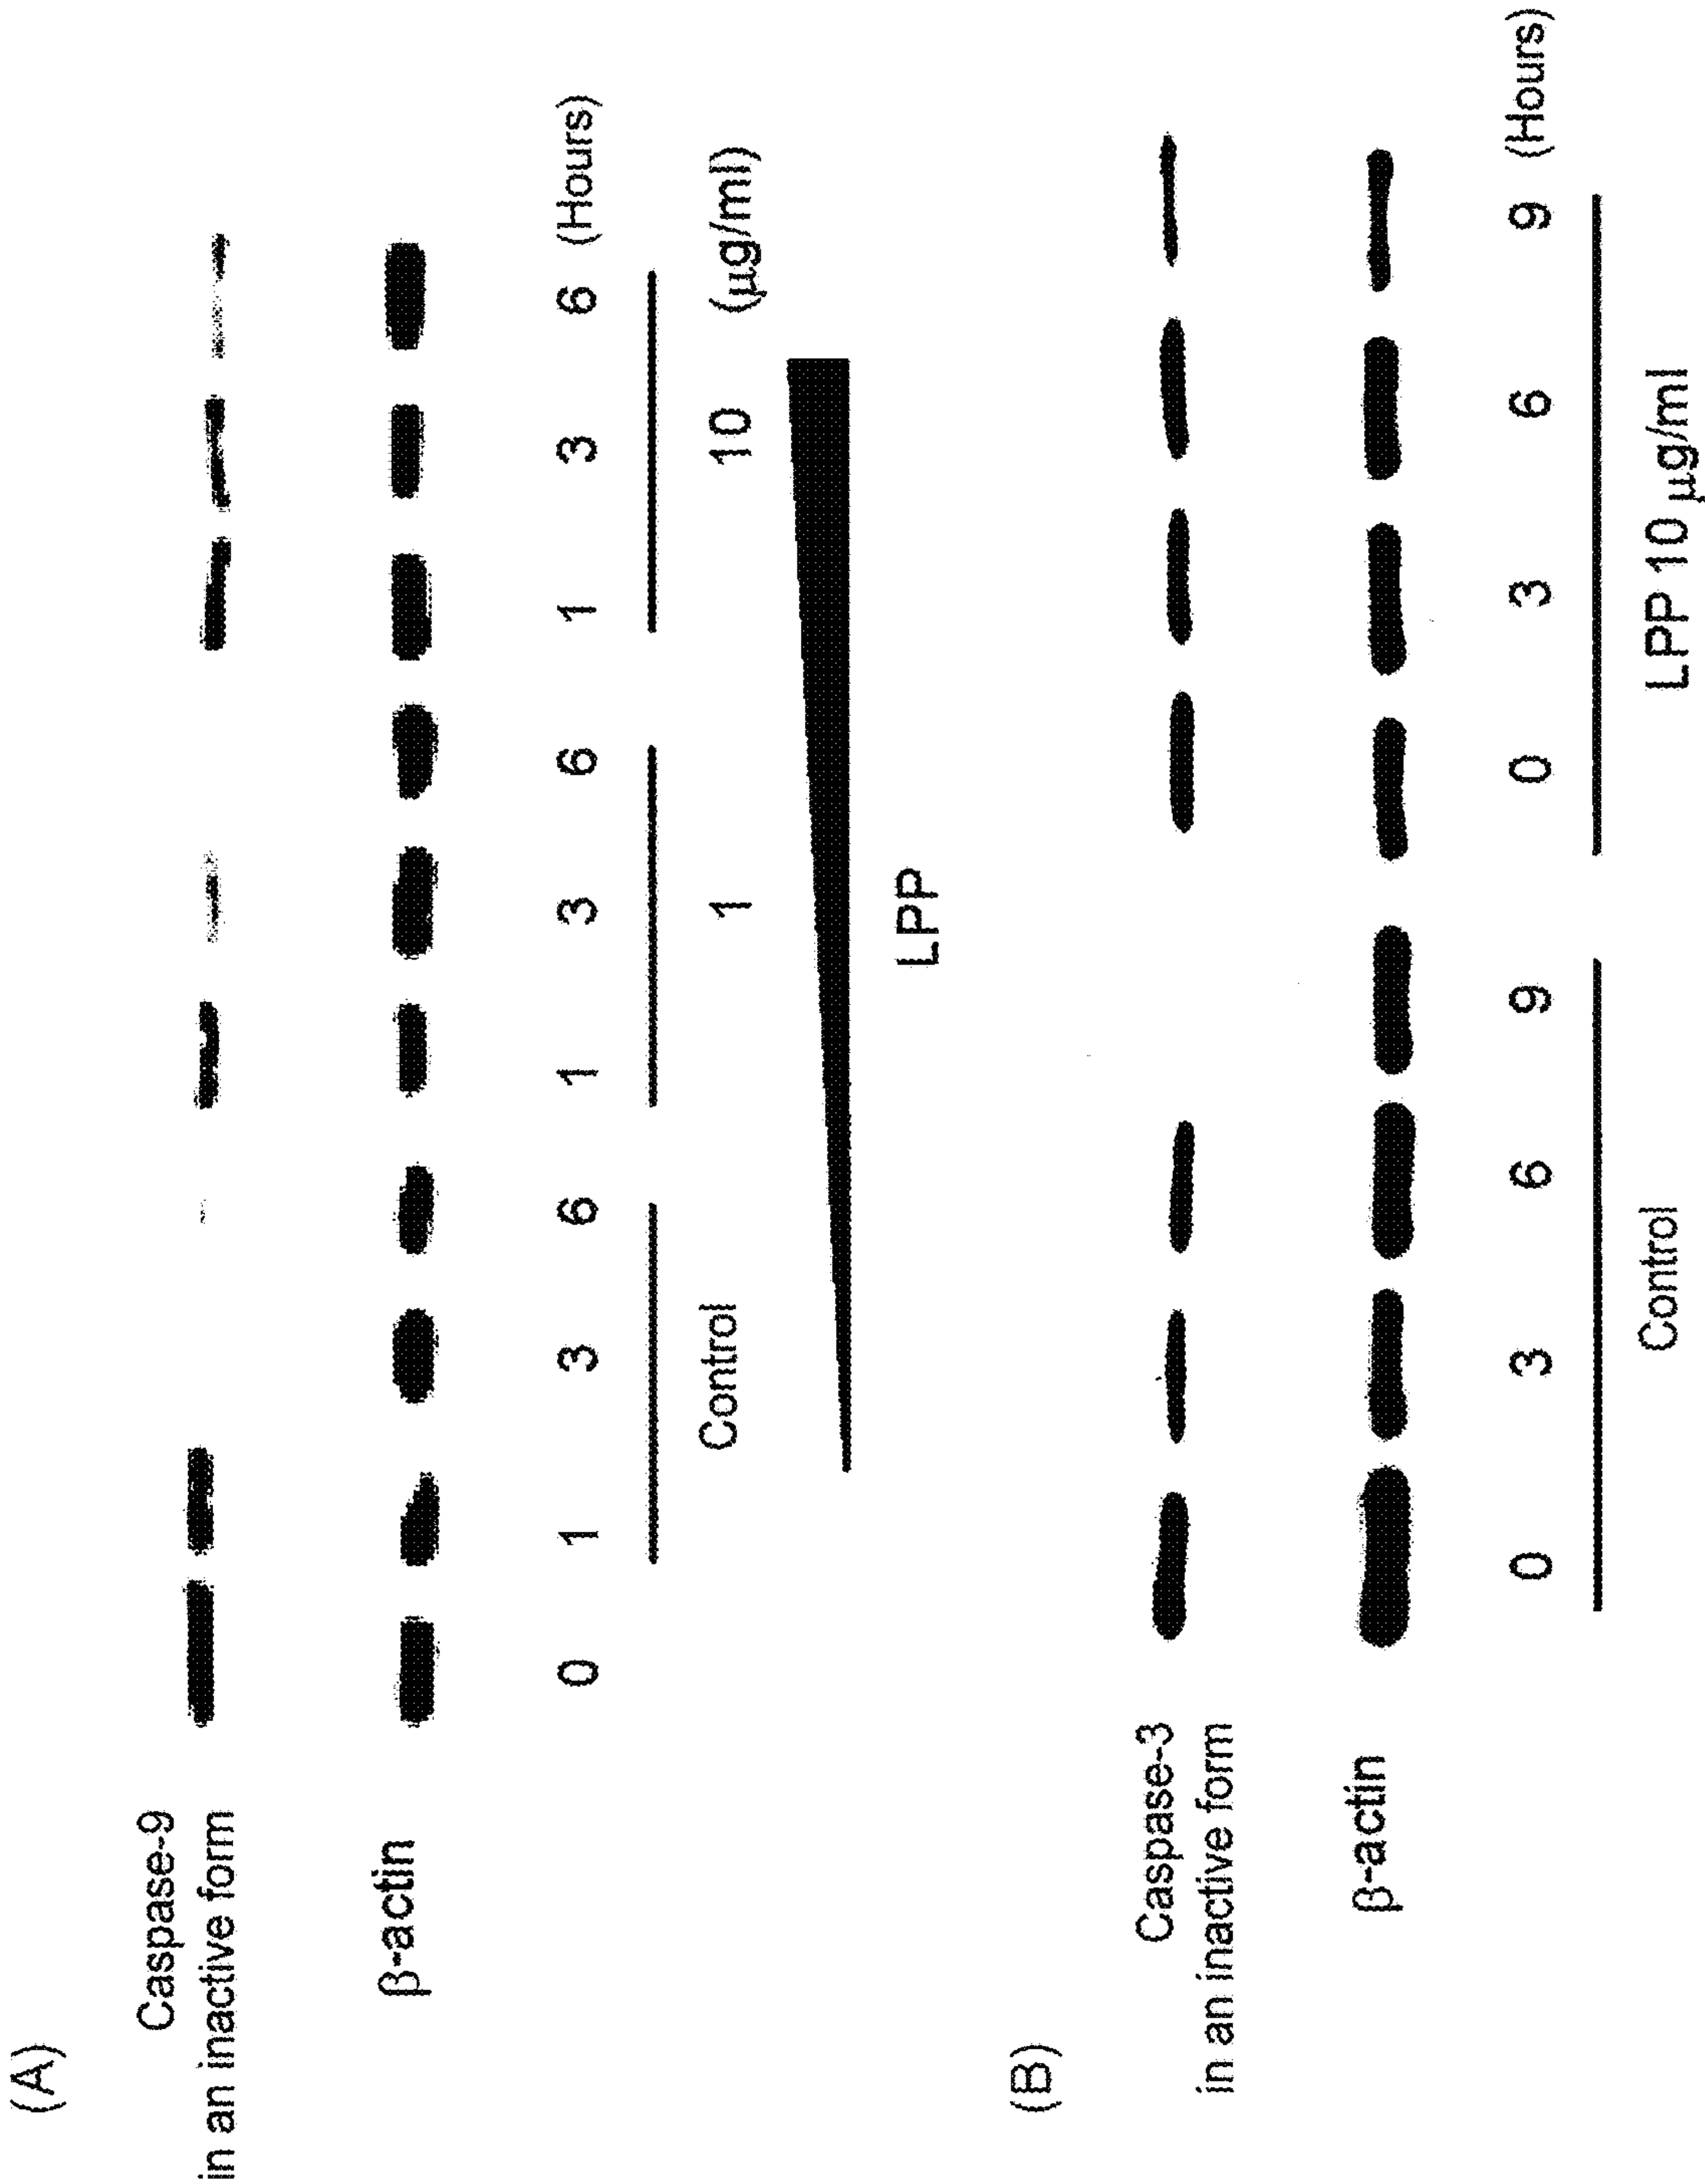 (A)
Caspase-9
in an inactive form
β-actin
0 1 3 6 1 3 6 1 3 6 (Hours)
Control 1 10 (μg/ml)
LPP
(B)
Caspase-3
in an inactive form
β-actin
0 3 6 9 0 3 6 9 (Hours)
Control LPP 10 μg/ml